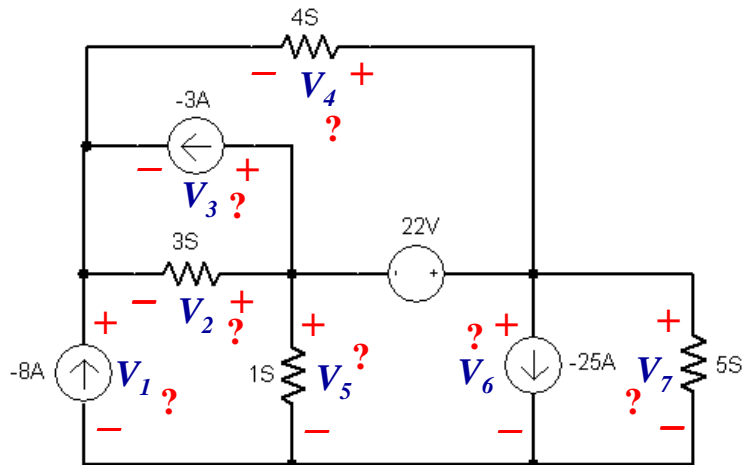 4S
− V4 +
?
-3A
− V3 +
?
22V
- +
3S
− V2 +
?
+ + + +
? ?
-8A V1 1S V5 V6 -25A V7 5S
? ?
− − − −